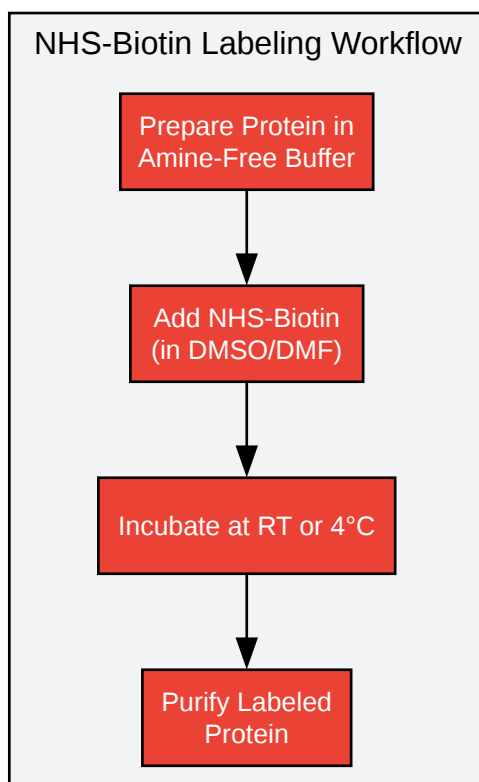 NHS-Biotin Labeling Workflow
Prepare Protein in
Amine-Free Buffer
Add NHS-Biotin
(in DMSO/DMF)
Incubate at RT or 4°C
Purify Labeled
Protein